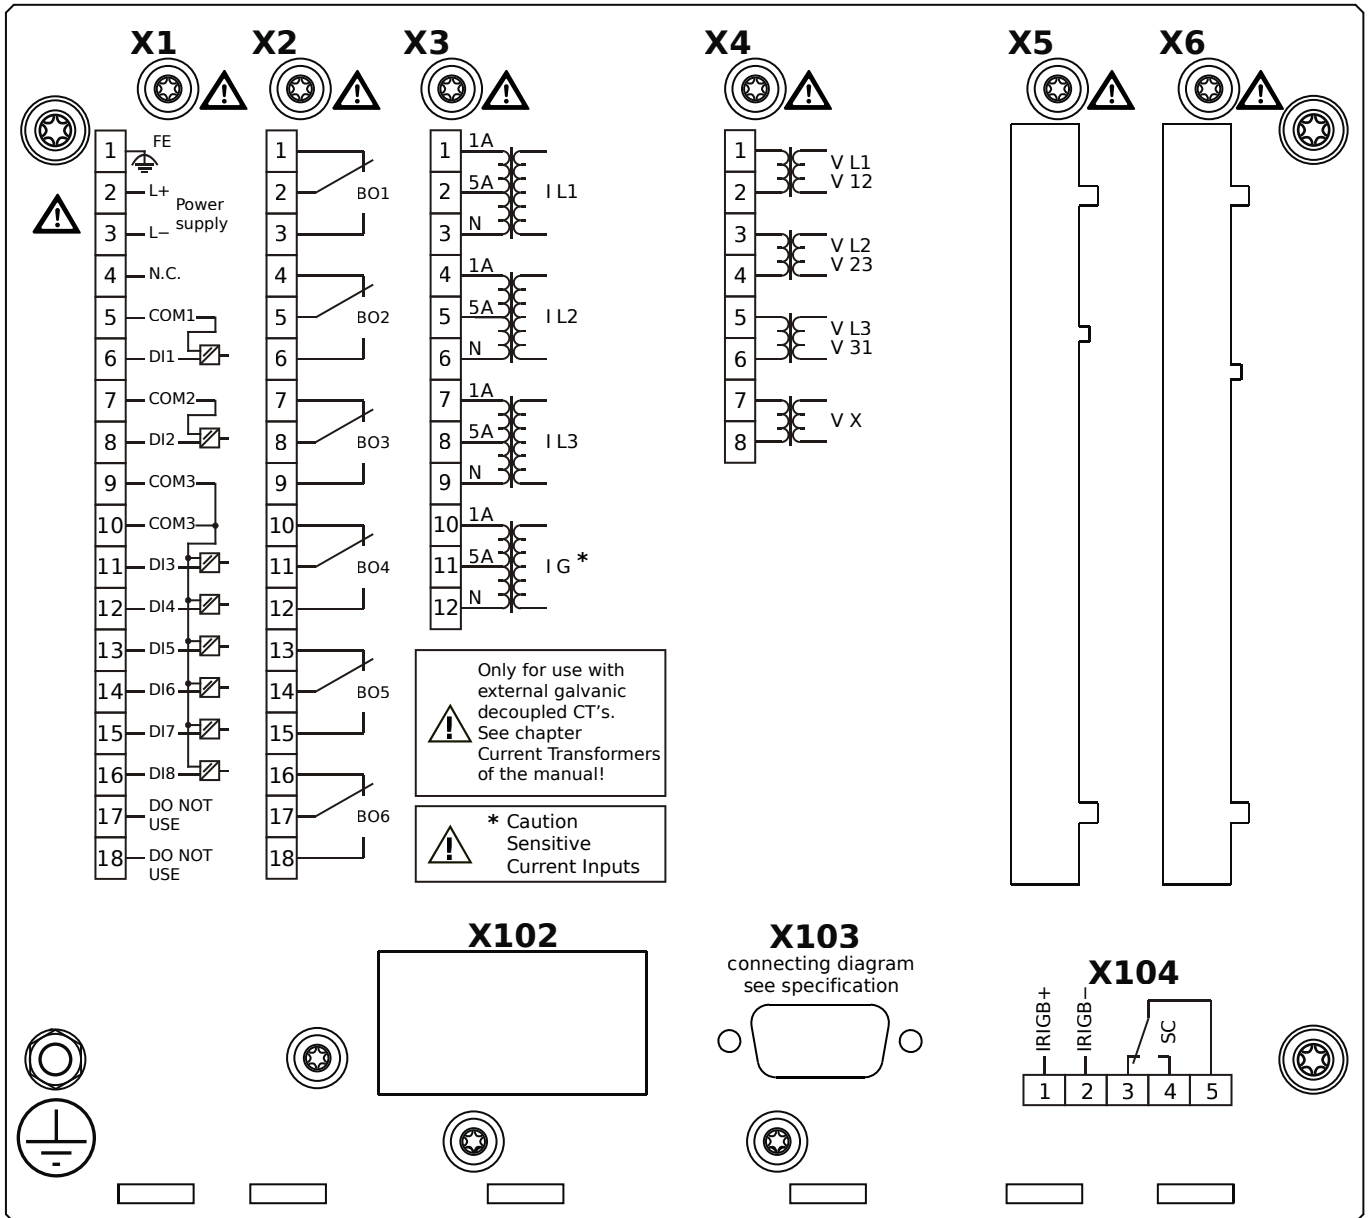 X1
X2
X3
X4
X5
X6
1 FE
2 L+
Power
supply
3 L−
4 N.C.
5 COM1
6 DI1
7 COM2
8 DI2
9 COM3
10 COM3
11 DI3
12 DI4
13 DI5
14 DI6
15 DI7
16 DI8
17 DO NOT
USE
18 DO NOT
USE
1
2 BO1
3
4
5 BO2
6
7
8 BO3
9
10
11 BO4
12
13
14 BO5
15
16
17 BO6
18
1 1A
2 5A I L1
3 N
4 1A
5 5A I L2
6 N
7 1A
8 5A I L3
9 N
10 1A
11 5A I G *
12 N
Only for use with
external galvanic
decoupled CT's.
See chapter
Current Transformers
of the manual!
* Caution
Sensitive
Current Inputs
1 V L1
2 V 12
3 V L2
4 V 23
5 V L3
6 V 31
7 V X
8
X102
X103
connecting diagram
see specification
X104
IRIGB+
IRIGB−
SC
1 2 3 4 5